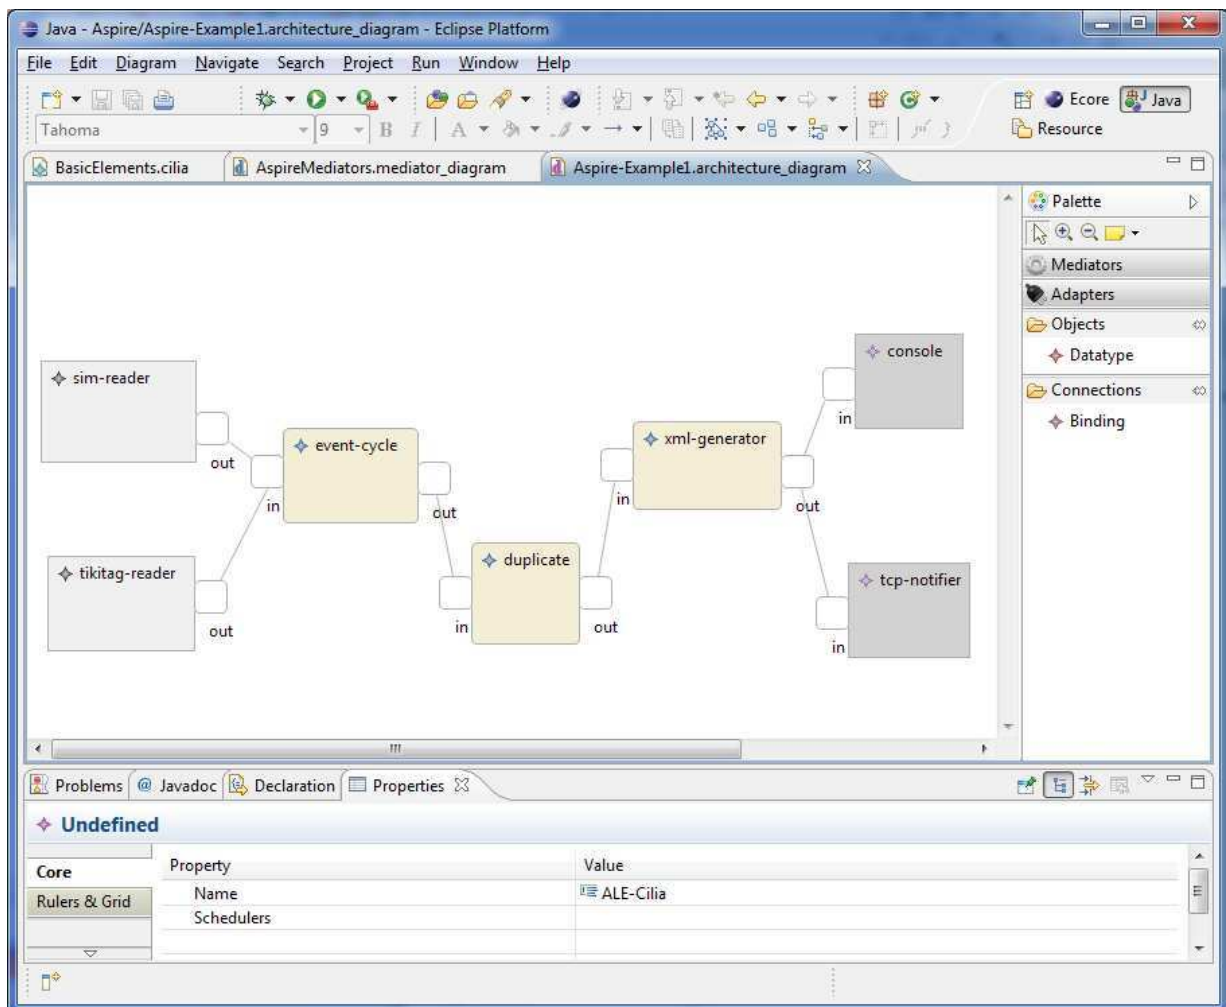 Java - Aspire/Aspire-Example1.architecture_diagram - Eclipse Platform
File Edit Diagram Navigate Search Project Run Window Help
Ecore Java
Tahoma 9 B I A Resource
BasicElements.cilia AspireMediators.mediator_diagram Aspire-Example1.architecture_diagram
Palette
Mediators
Adapters
Objects
Datatype
Connections
Binding
sim-reader
out
tikitag-reader
out
event-cycle
in
out
duplicate
in
out
xml-generator
in
out
console
in
tcp-notifier
in
Problems @ Javadoc Declaration Properties
Undefined
Core
Rulers & Grid
Property Value
Name ALE-Cilia
Schedulers